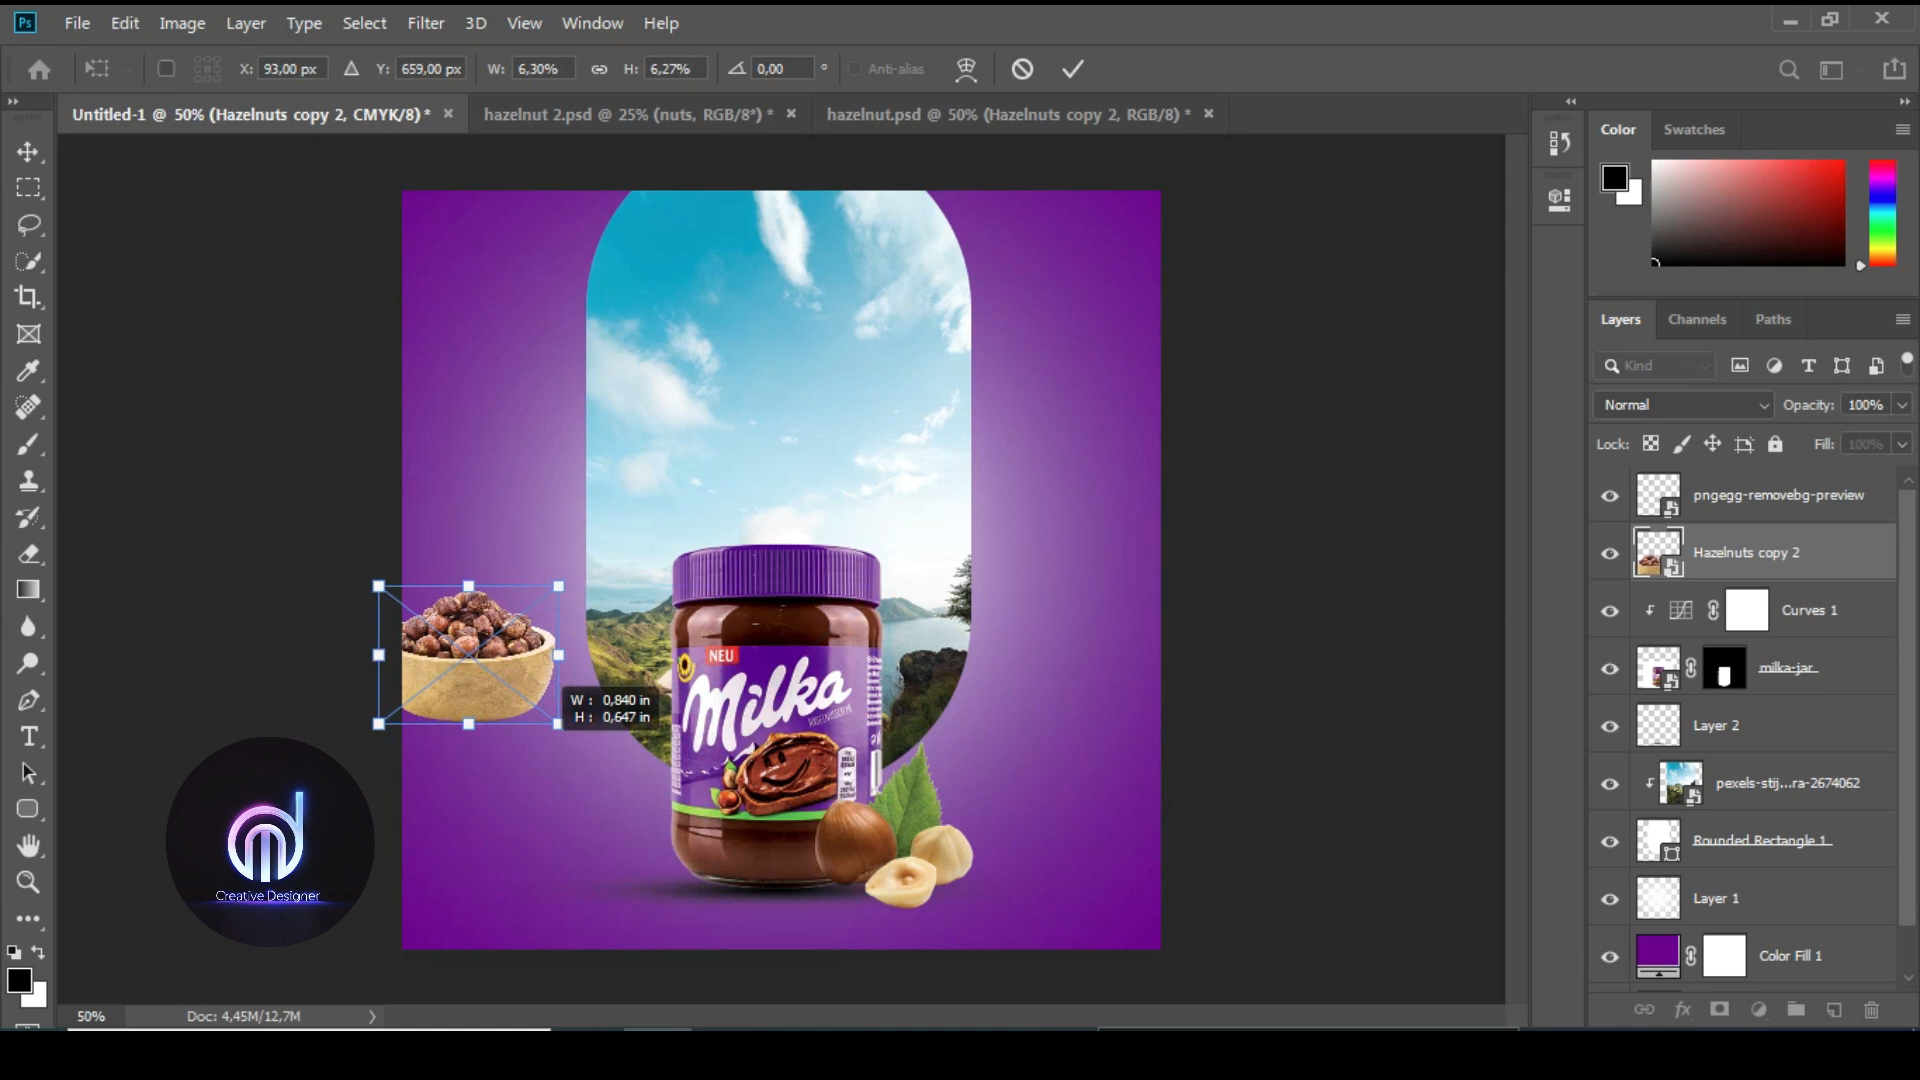 Ps File Edit Image Layer Type Select Filter 3D View Window Help
X: 93,00 px Y: 659,00 px W: 6,30% H: 6,27% 0,00 ° Anti-alias
Untitled-1 @ 50% (Hazelnuts copy 2, CMYK/8) * × hazelnut 2.psd @ 25% (nuts, RGB/8*) * × hazelnut.psd @ 50% (Hazelnuts copy 2, RGB/8) * ×
Color Swatches
Layers Channels Paths
Kind
Normal Opacity: 100%
Lock: Fill: 100%
pngegg-removebg-preview
Hazelnuts copy 2
Curves 1
milka-jar
Layer 2
pexels-stij...ra-2674062
Rounded Rectangle 1
Layer 1
Color Fill 1
NEU
Milka
W : 0,840 in
H : 0,647 in
Creative Designer
50% Doc: 4,45M/12,7M